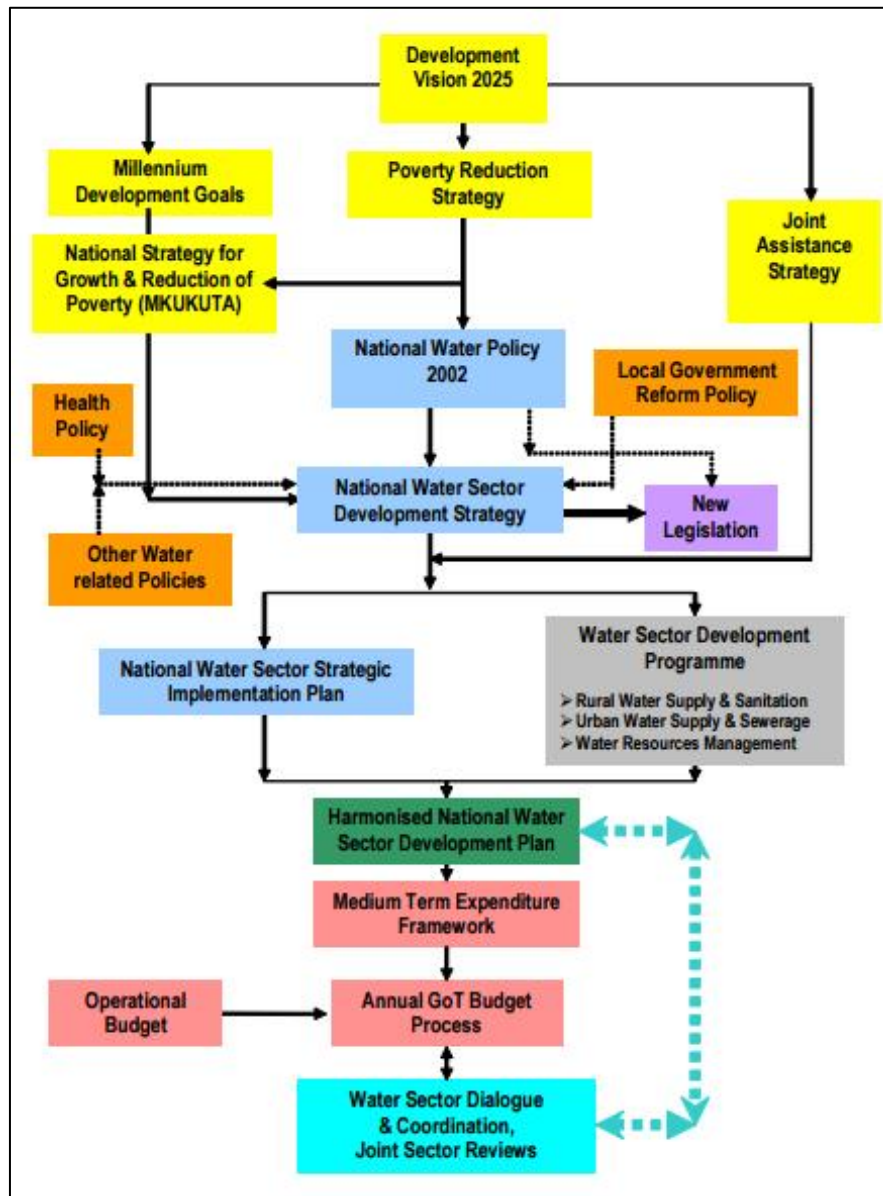 Development
Vision 2025
Millennium
Development Goals
Poverty Reduction
Strategy
Joint
Assistance
Strategy
National Strategy for
Growth & Reduction of
Poverty (MKUKUTA)
National Water Policy
2002
Local Government
Reform Policy
Health
Policy
National Water Sector
Development Strategy
New
Legislation
Other Water
related Policies
National Water Sector Strategic
Implementation Plan
Water Sector Development
Programme
➢ Rural Water Supply & Sanitation
➢ Urban Water Supply & Sewerage
➢ Water Resources Management
Harmonised National Water
Sector Development Plan
Medium Term Expenditure
Framework
Operational
Budget
Annual GoT Budget
Process
Water Sector Dialogue
& Coordination,
Joint Sector Reviews